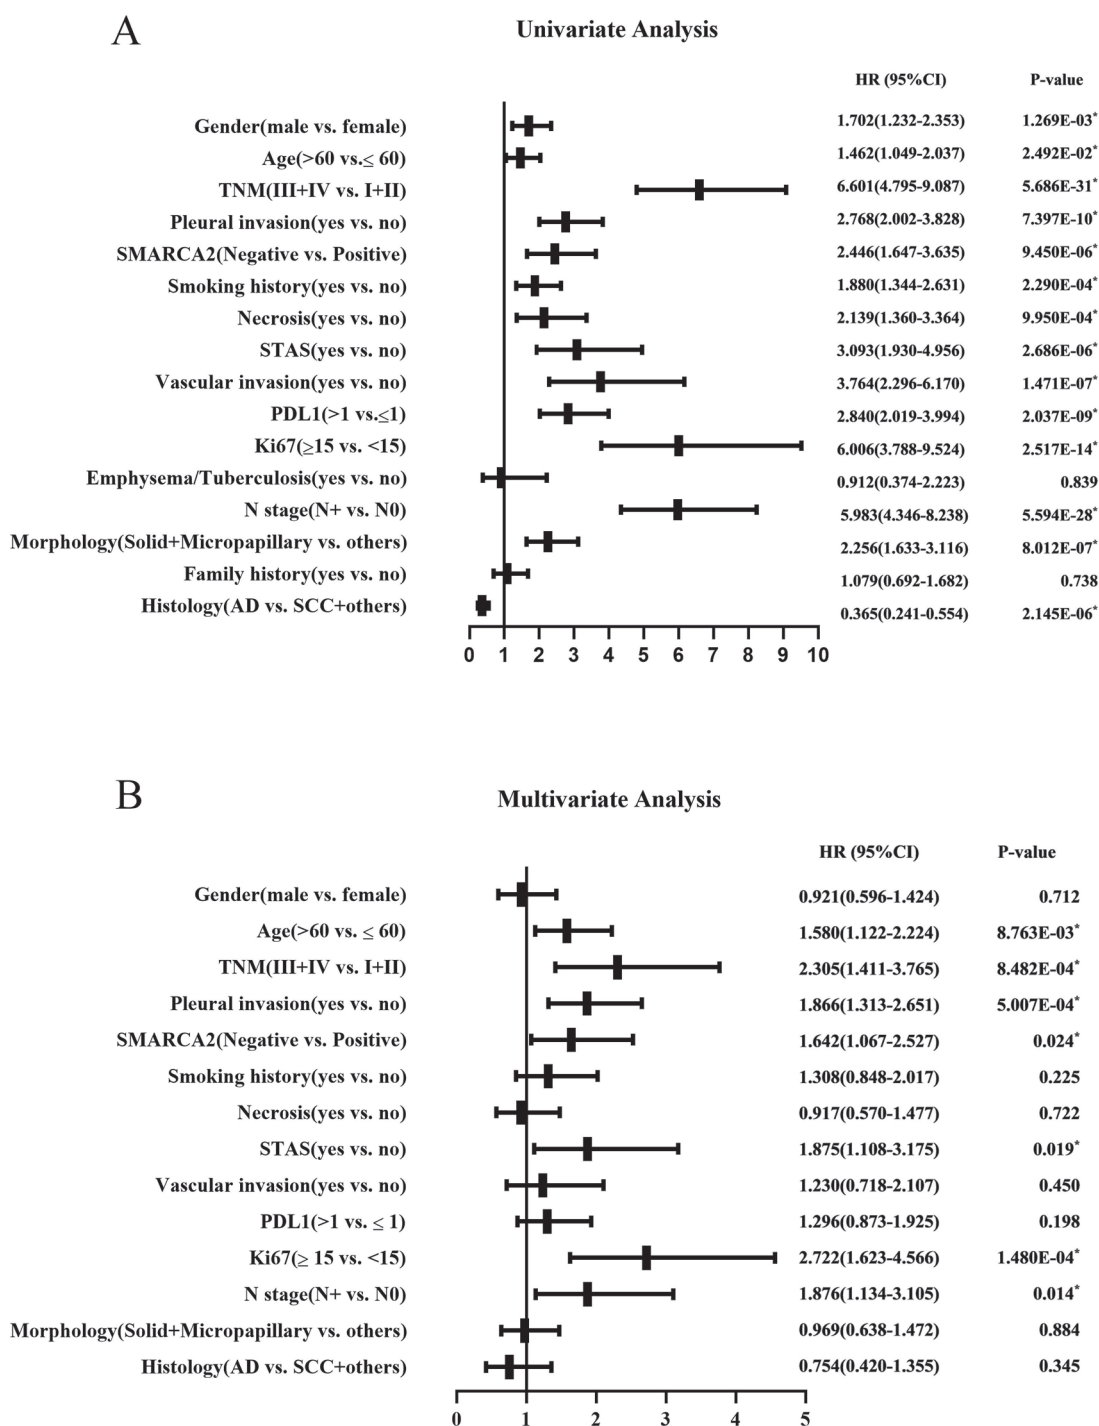 A
Univariate Analysis
HR (95%CI) P-value
Gender(male vs. female) 1.702(1.232-2.353) 1.269E-03*
Age(>60 vs.≤ 60) 1.462(1.049-2.037) 2.492E-02*
TNM(III+IV vs. I+II) 6.601(4.795-9.087) 5.686E-31*
Pleural invasion(yes vs. no) 2.768(2.002-3.828) 7.397E-10*
SMARCA2(Negative vs. Positive) 2.446(1.647-3.635) 9.450E-06*
Smoking history(yes vs. no) 1.880(1.344-2.631) 2.290E-04*
Necrosis(yes vs. no) 2.139(1.360-3.364) 9.950E-04*
STAS(yes vs. no) 3.093(1.930-4.956) 2.686E-06*
Vascular invasion(yes vs. no) 3.764(2.296-6.170) 1.471E-07*
PDL1(>1 vs.≤1) 2.840(2.019-3.994) 2.037E-09*
Ki67(≥15 vs. <15) 6.006(3.788-9.524) 2.517E-14*
Emphysema/Tuberculosis(yes vs. no) 0.912(0.374-2.223) 0.839
N stage(N+ vs. N0) 5.983(4.346-8.238) 5.594E-28*
Morphology(Solid+Micropapillary vs. others) 2.256(1.633-3.116) 8.012E-07*
Family history(yes vs. no) 1.079(0.692-1.682) 0.738
Histology(AD vs. SCC+others) 0.365(0.241-0.554) 2.145E-06*
0 1 2 3 4 5 6 7 8 9 10
B
Multivariate Analysis
HR (95%CI) P-value
Gender(male vs. female) 0.921(0.596-1.424) 0.712
Age(>60 vs. ≤ 60) 1.580(1.122-2.224) 8.763E-03*
TNM(III+IV vs. I+II) 2.305(1.411-3.765) 8.482E-04*
Pleural invasion(yes vs. no) 1.866(1.313-2.651) 5.007E-04*
SMARCA2(Negative vs. Positive) 1.642(1.067-2.527) 0.024*
Smoking history(yes vs. no) 1.308(0.848-2.017) 0.225
Necrosis(yes vs. no) 0.917(0.570-1.477) 0.722
STAS(yes vs. no) 1.875(1.108-3.175) 0.019*
Vascular invasion(yes vs. no) 1.230(0.718-2.107) 0.450
PDL1(>1 vs. ≤ 1) 1.296(0.873-1.925) 0.198
Ki67(≥ 15 vs. <15) 2.722(1.623-4.566) 1.480E-04*
N stage(N+ vs. N0) 1.876(1.134-3.105) 0.014*
Morphology(Solid+Micropapillary vs. others) 0.969(0.638-1.472) 0.884
Histology(AD vs. SCC+others) 0.754(0.420-1.355) 0.345
0 1 2 3 4 5